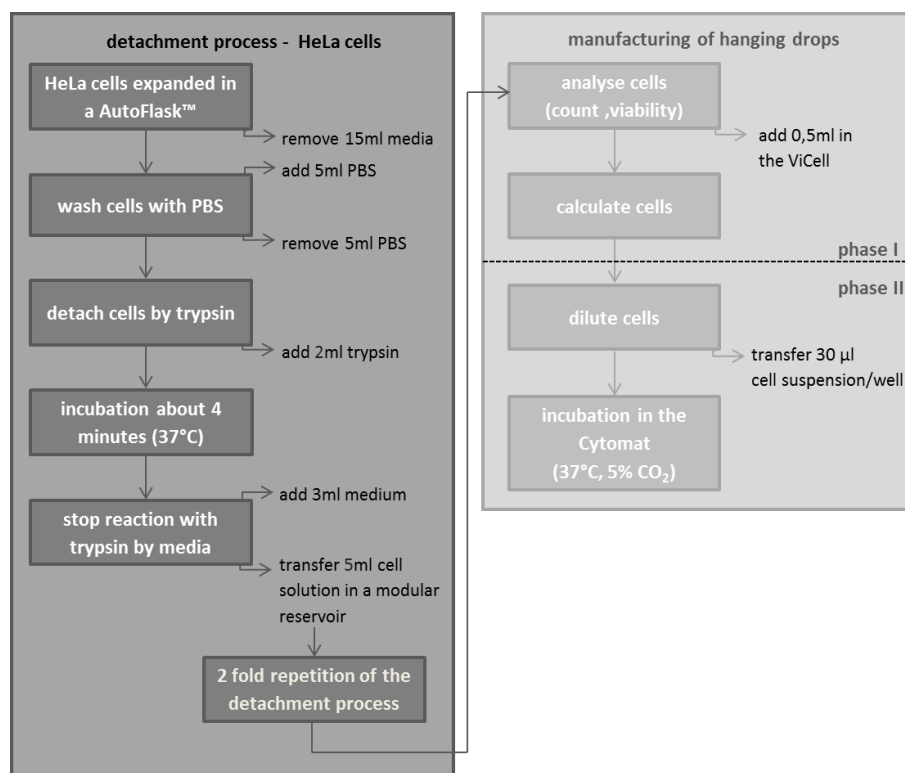 detachment process - HeLa cells
HeLa cells expanded in
a AutoFlask™
remove 15ml media
add 5ml PBS
wash cells with PBS
remove 5ml PBS
detach cells by trypsin
add 2ml trypsin
incubation about 4
minutes (37°C)
add 3ml medium
stop reaction with
trypsin by media
transfer 5ml cell
solution in a modular
reservoir
2 fold repetition of the
detachment process
manufacturing of hanging drops
analyse cells
(count ,viability)
add 0,5ml in
the ViCell
calculate cells
phase I
phase II
dilute cells
transfer 30 µl
cell suspension/well
incubation in the
Cytomat
(37°C, 5% CO₂)